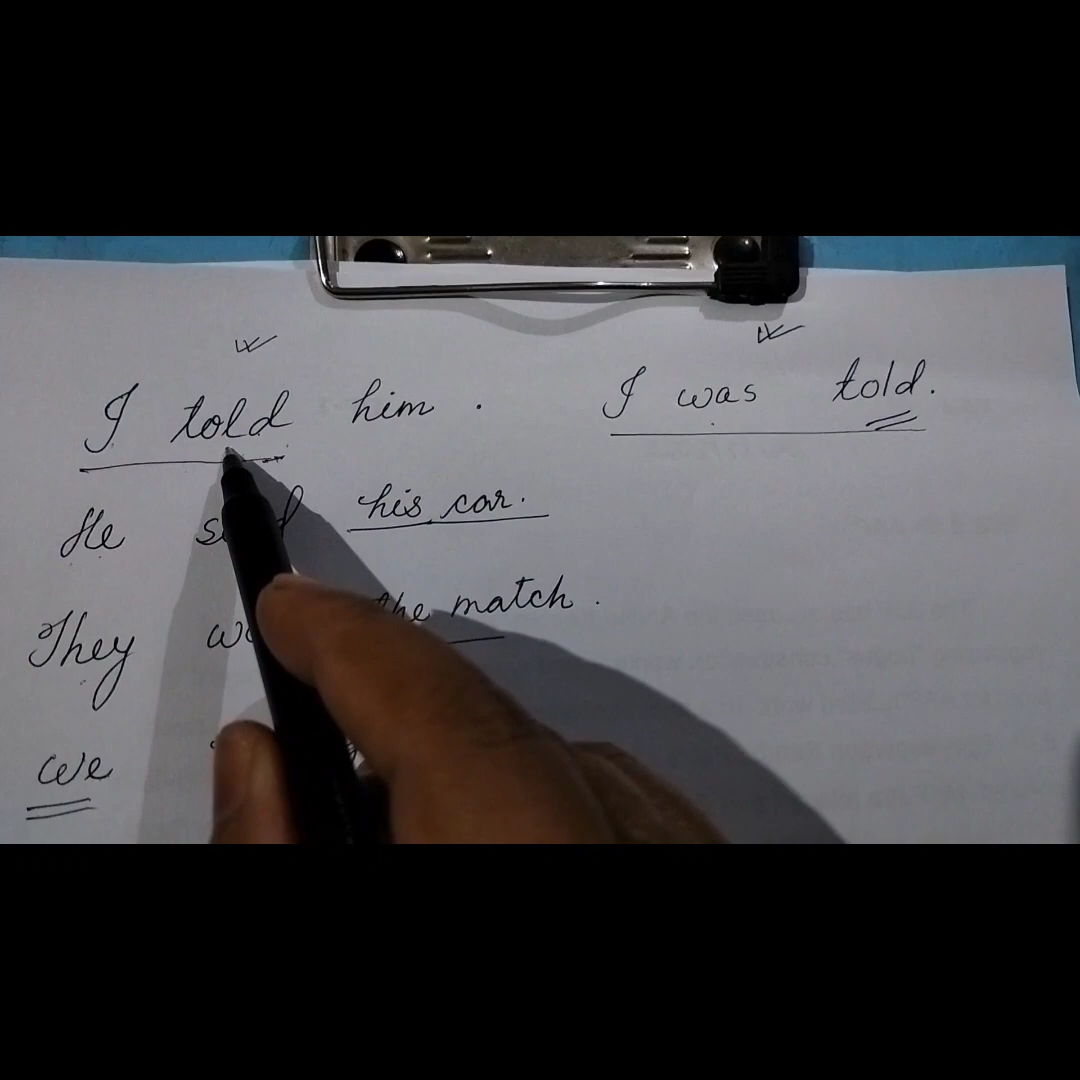 I told him. I was told.
He his car.
They the match.
we